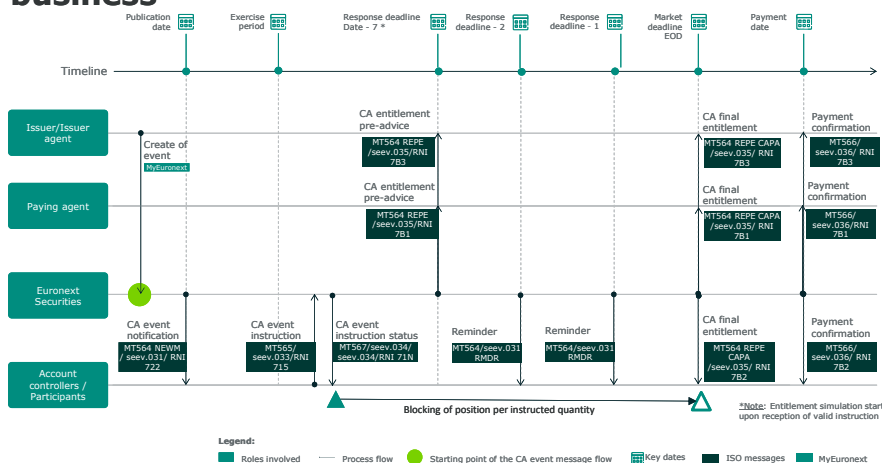 business
Publication
date
Exercise
period
Response deadline
Date - 7 *
Response
deadline - 2
Response
deadline - 1
Market
deadline
EOD
Payment
date
Timeline
Issuer/Issuer
agent
Create of
event
MyEuronext
CA entitlement
pre-advice
MT564 REPE
/seev.035/RNI
7B3
CA final
entitlement
MT564 REPE CAPA
/seev.035/ RNI
7B3
Payment
confirmation
MT566/
seev.036/ RNI
7B3
Paying agent
CA entitlement
pre-advice
MT564 REPE
/seev.035/RNI
7B1
CA final
entitlement
MT564 REPE CAPA
/seev.035/ RNI
7B1
Payment
confirmation
MT566/
seev.036/RNI
7B1
Euronext
Securities
CA event
notification
MT564 NEWM
/ seev.031/ RNI
722
CA event
instruction
MT565/
seev.033/RNI
715
CA event
instruction status
MT567/seev.034/
seev.034/RNI 71N
Reminder
MT564/seev.031
RMDR
Reminder
MT564/seev.031
RMDR
CA final
entitlement
MT564 REPE
CAPA
/seev.035/ RNI
7B2
Payment
confirmation
MT566/
seev.036/ RNI
7B2
Account
controllers /
Participants
Blocking of position per instructed quantity
*Note: Entitlement simulation start
upon reception of valid instruction
Legend:
Roles involved
Process flow
Starting point of the CA event message flow
Key dates
ISO messages
MyEuronext